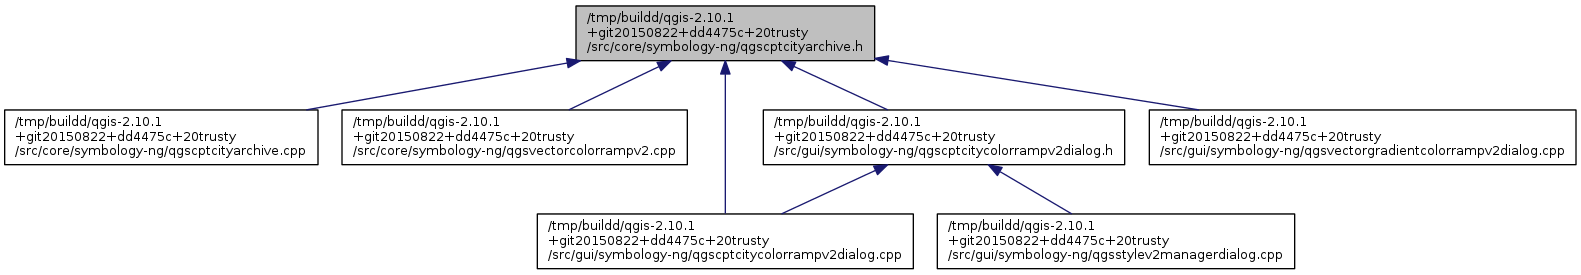 /tmp/buildd/qgis-2.10.1
+git20150822+dd4475c+20trusty
/src/core/symbology-ng/qgscptcityarchive.h
/tmp/buildd/qgis-2.10.1
+git20150822+dd4475c+20trusty
/src/core/symbology-ng/qgscptcityarchive.cpp
/tmp/buildd/qgis-2.10.1
+git20150822+dd4475c+20trusty
/src/core/symbology-ng/qgsvectorcolorrampv2.cpp
/tmp/buildd/qgis-2.10.1
+git20150822+dd4475c+20trusty
/src/gui/symbology-ng/qgscptcitycolorrampv2dialog.h
/tmp/buildd/qgis-2.10.1
+git20150822+dd4475c+20trusty
/src/gui/symbology-ng/qgsvectorgradientcolorrampv2dialog.cpp
/tmp/buildd/qgis-2.10.1
+git20150822+dd4475c+20trusty
/src/gui/symbology-ng/qgscptcitycolorrampv2dialog.cpp
/tmp/buildd/qgis-2.10.1
+git20150822+dd4475c+20trusty
/src/gui/symbology-ng/qgsstylev2managerdialog.cpp